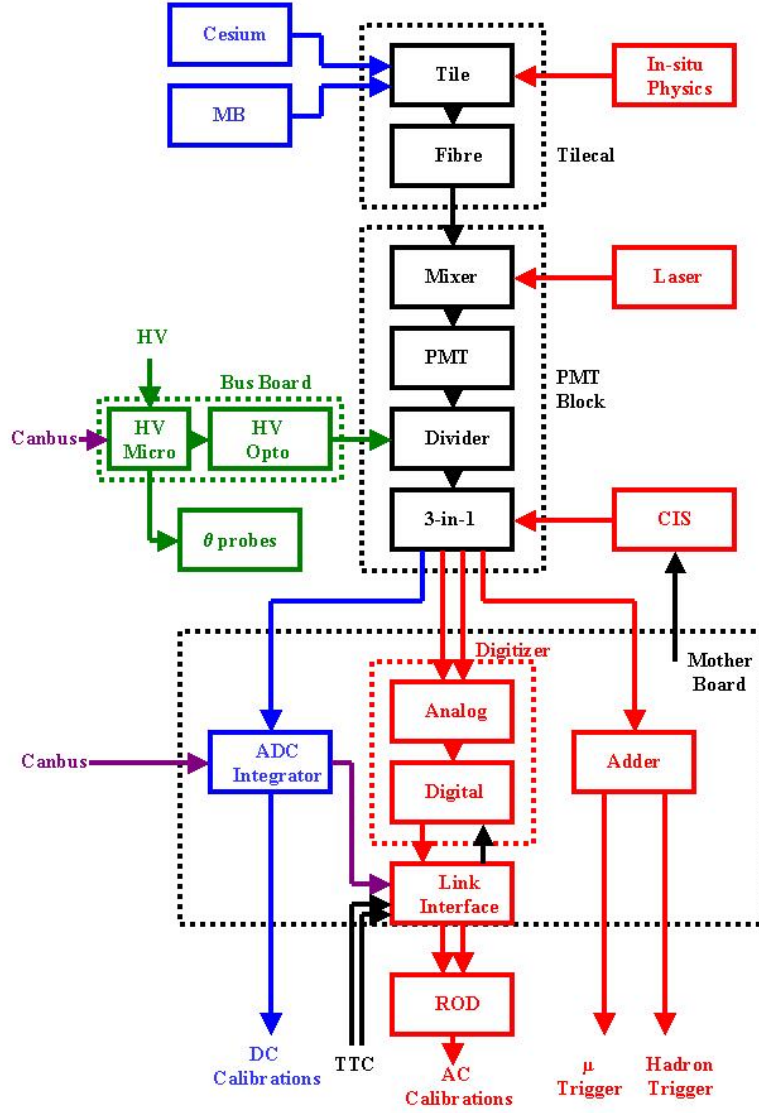 Cesium
MB
Tile
In-situ
Physics
Fibre
Tilecal
Mixer
Laser
HV
PMT
PMT
Block
Bus Board
Canbus
HV
Micro
HV
Opto
Divider
θ probes
3-in-1
CIS
Digitizer
Mother
Board
Analog
Canbus
ADC
Integrator
Adder
Digital
Link
Interface
ROD
DC
Calibrations
TTC
AC
Calibrations
μ
Trigger
Hadron
Trigger